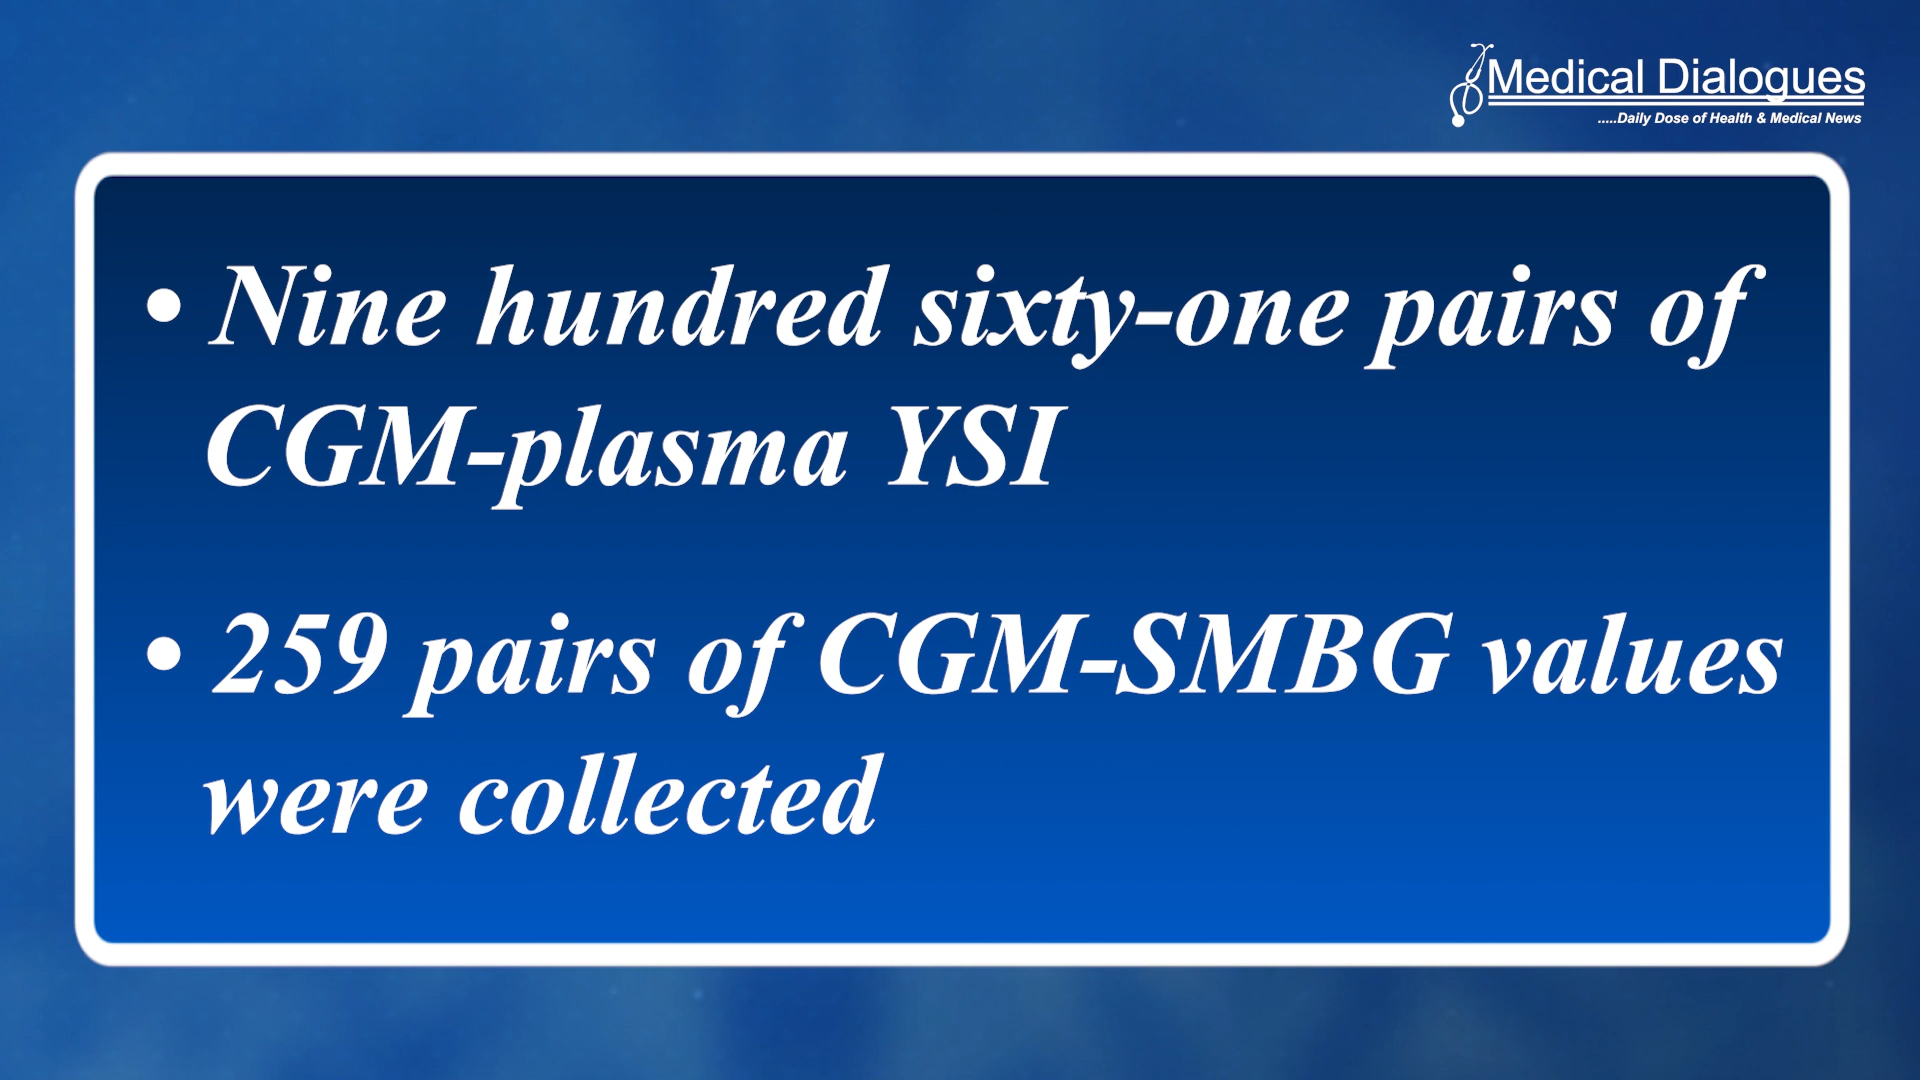 Medical Dialogues
.....Daily Dose of Health & Medical News
• Nine hundred sixty-one pairs of
CGM-plasma YSI
• 259 pairs of CGM-SMBG values
were collected